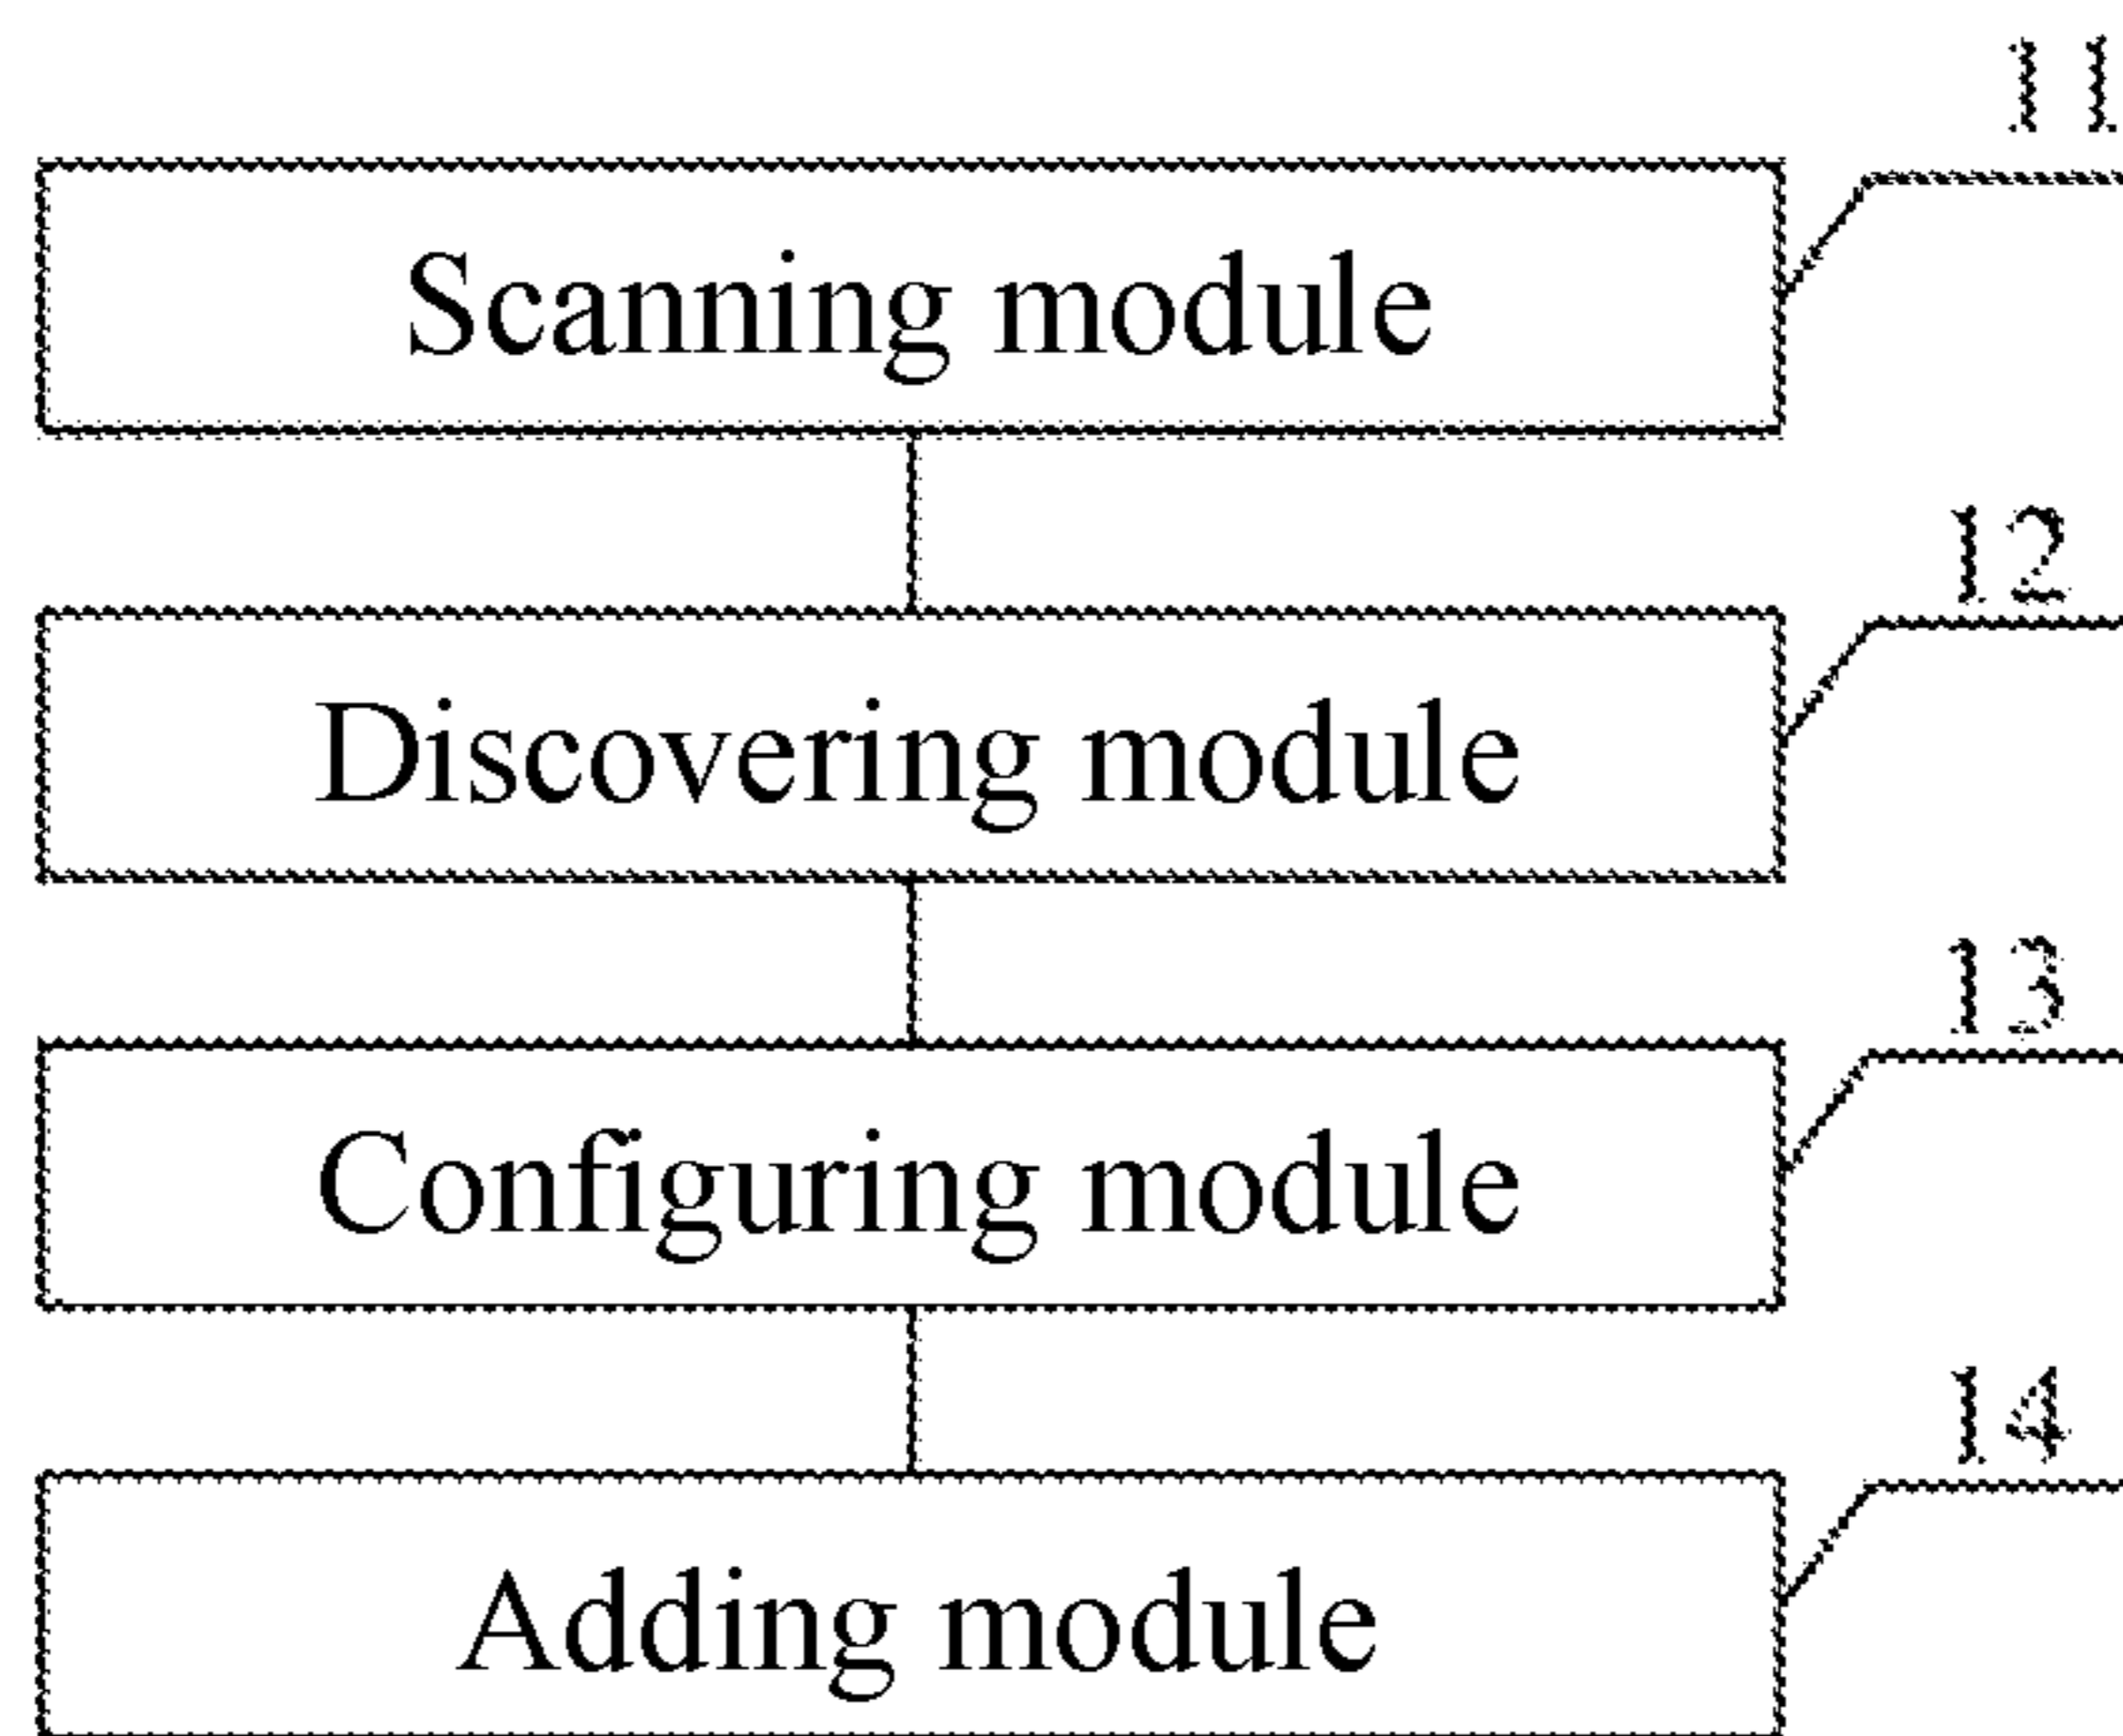 11
Scanning module
12
Discovering module
13
Configuring module
14
Adding module